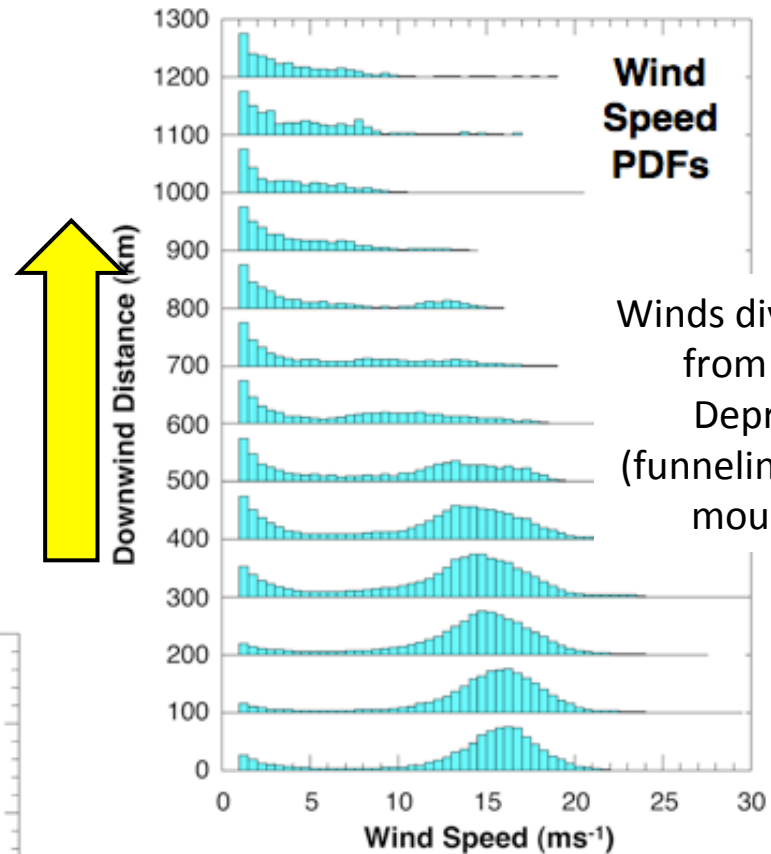 1300
1200
1100
1000
900
800
700
600
500
400
300
200
100
0
Downwind Distance (km)
Wind
Speed
PDFs
Winds div
from
Depr
(funnelin
mou
0 5 10 15 20 25 30
Wind Speed (ms⁻¹)